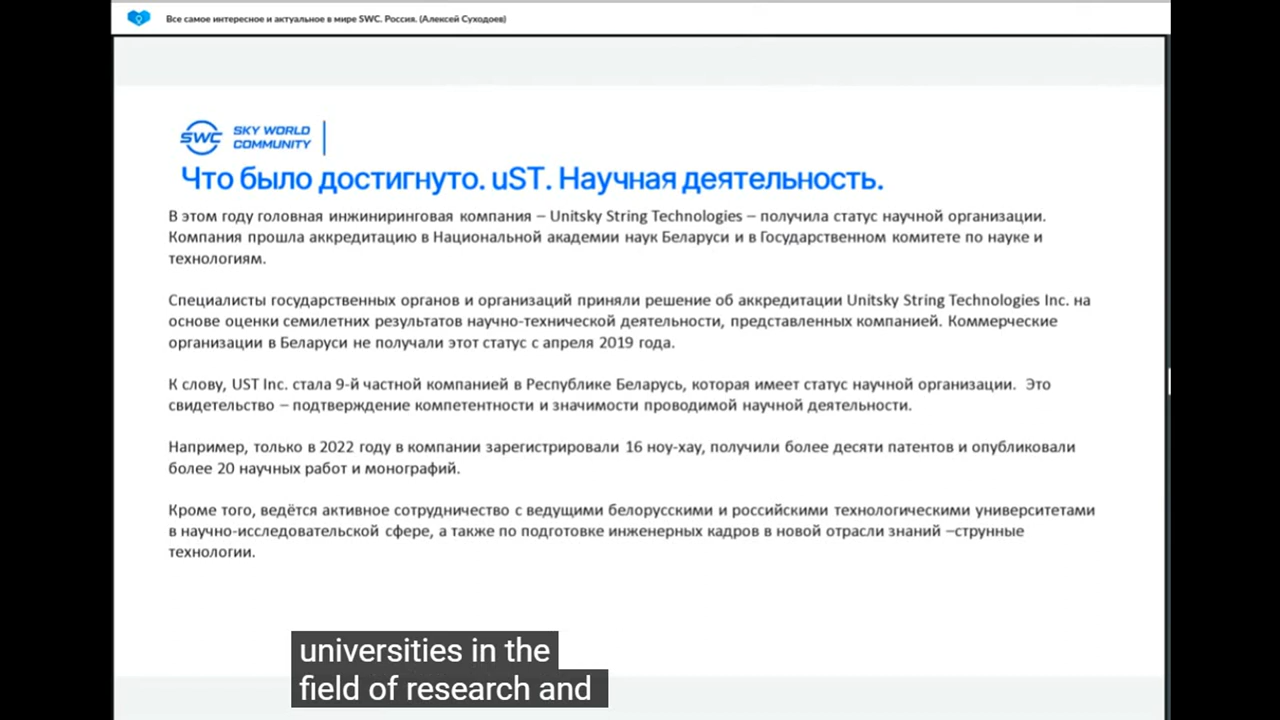 Все самое интересное и актуальное в мире SWC. Россия. (Алексей Суходоев)
SWC SKY WORLD
COMMUNITY
Что было достигнуто. uST. Научная деятельность.
В этом году головная инжиниринговая компания – Unitsky String Technologies – получила статус научной организации.
Компания прошла аккредитацию в Национальной академии наук Беларуси и в Государственном комитете по науке и
технологиям.
Специалисты государственных органов и организаций приняли решение об аккредитации Unitsky String Technologies Inc. на
основе оценки семилетних результатов научно-технической деятельности, представленных компанией. Коммерческие
организации в Беларуси не получали этот статус с апреля 2019 года.
К слову, UST Inc. стала 9-й частной компанией в Республике Беларусь, которая имеет статус научной организации. Это
свидетельство – подтверждение компетентности и значимости проводимой научной деятельности.
Например, только в 2022 году в компании зарегистрировали 16 ноу-хау, получили более десяти патентов и опубликовали
более 20 научных работ и монографий.
Кроме того, ведётся активное сотрудничество с ведущими белорусскими и российскими технологическими университетами
в научно-исследовательской сфере, а также по подготовке инженерных кадров в новой отрасли знаний –струнные
технологии.
universities in the
field of research and